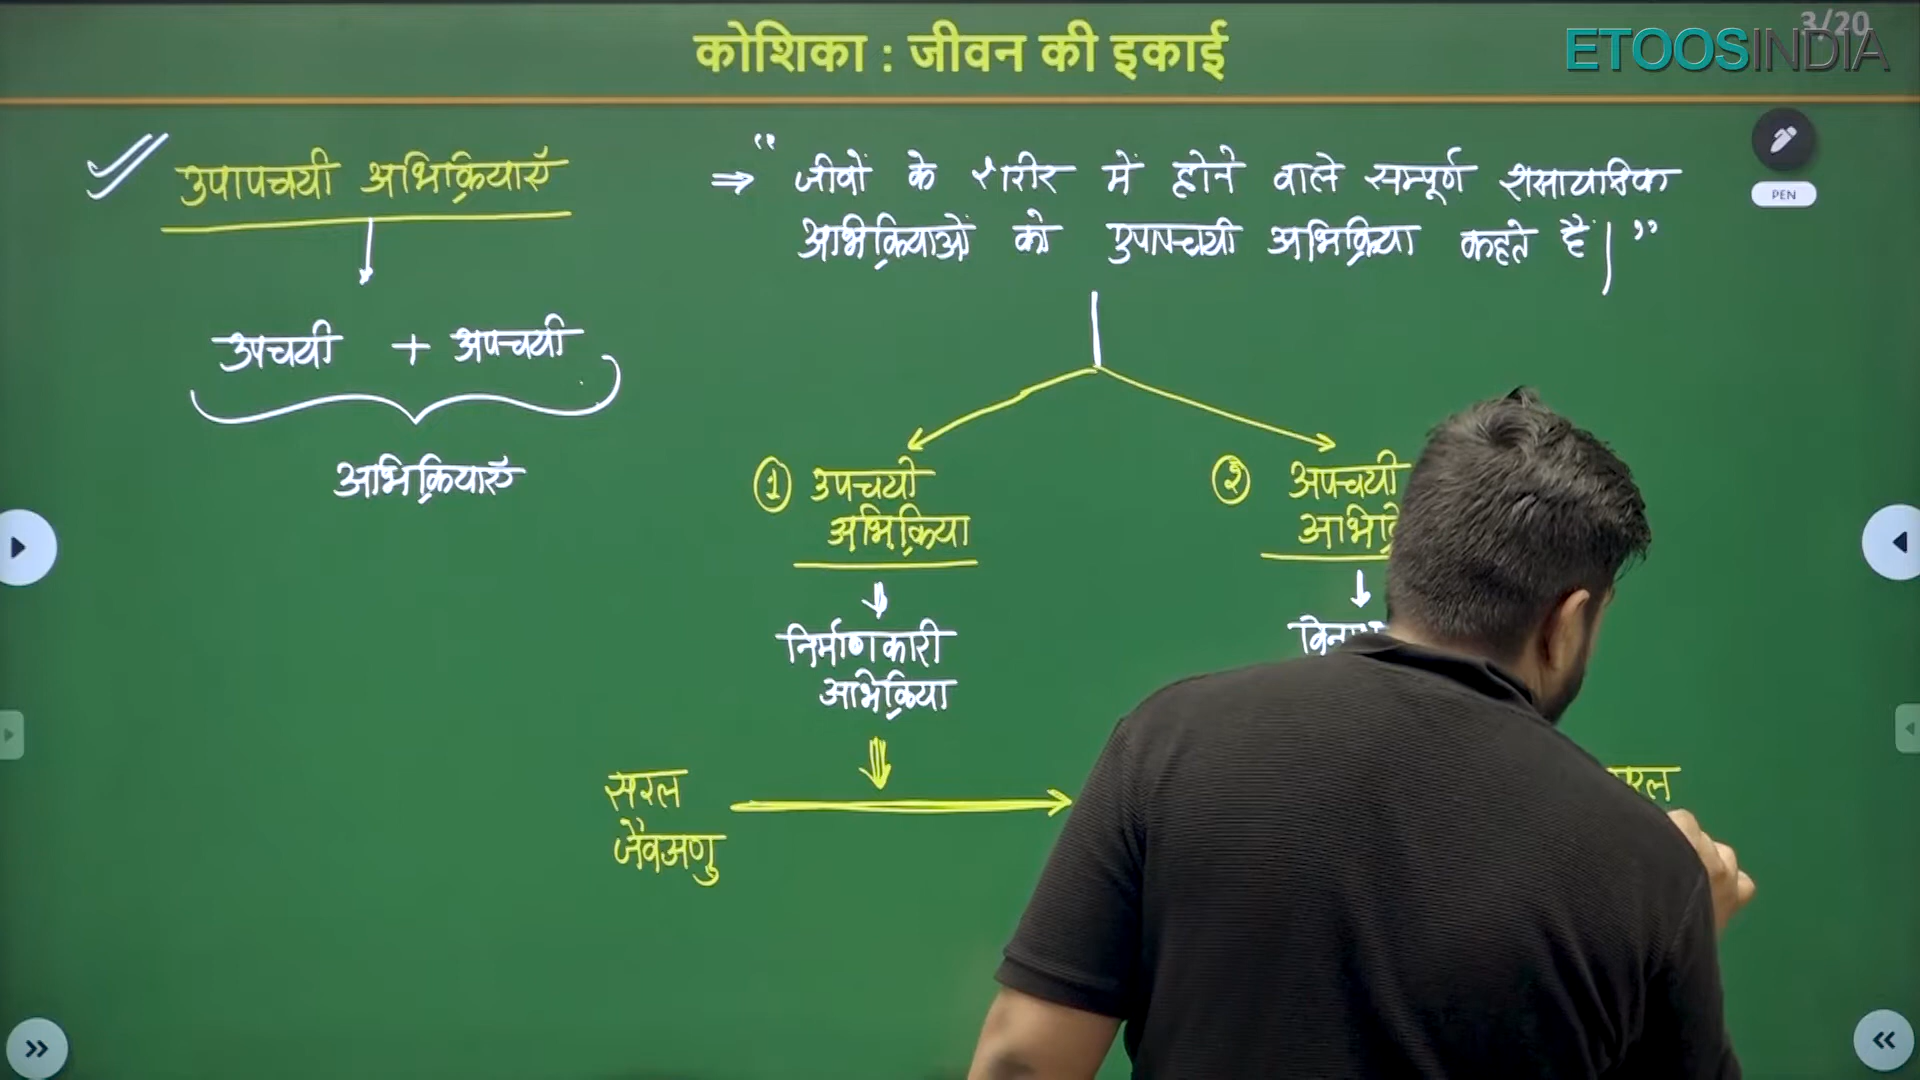 कोशिका : जीवन की इकाई
3/20
ETOOSINDIA
PEN
उपापचयी अभिक्रियाएँ
⇒ "जीवों के शरीर में होने वाले सम्पूर्ण रासायनिक
अभिक्रियाओं को उपापचयी अभिक्रिया कहते है|"
उपचयी + अपचयी
अभिक्रियाएँ
① उपचयी
अभिक्रिया
निर्माणकारी
अभिक्रिया
② अपचयी
सरल
जैवअणु